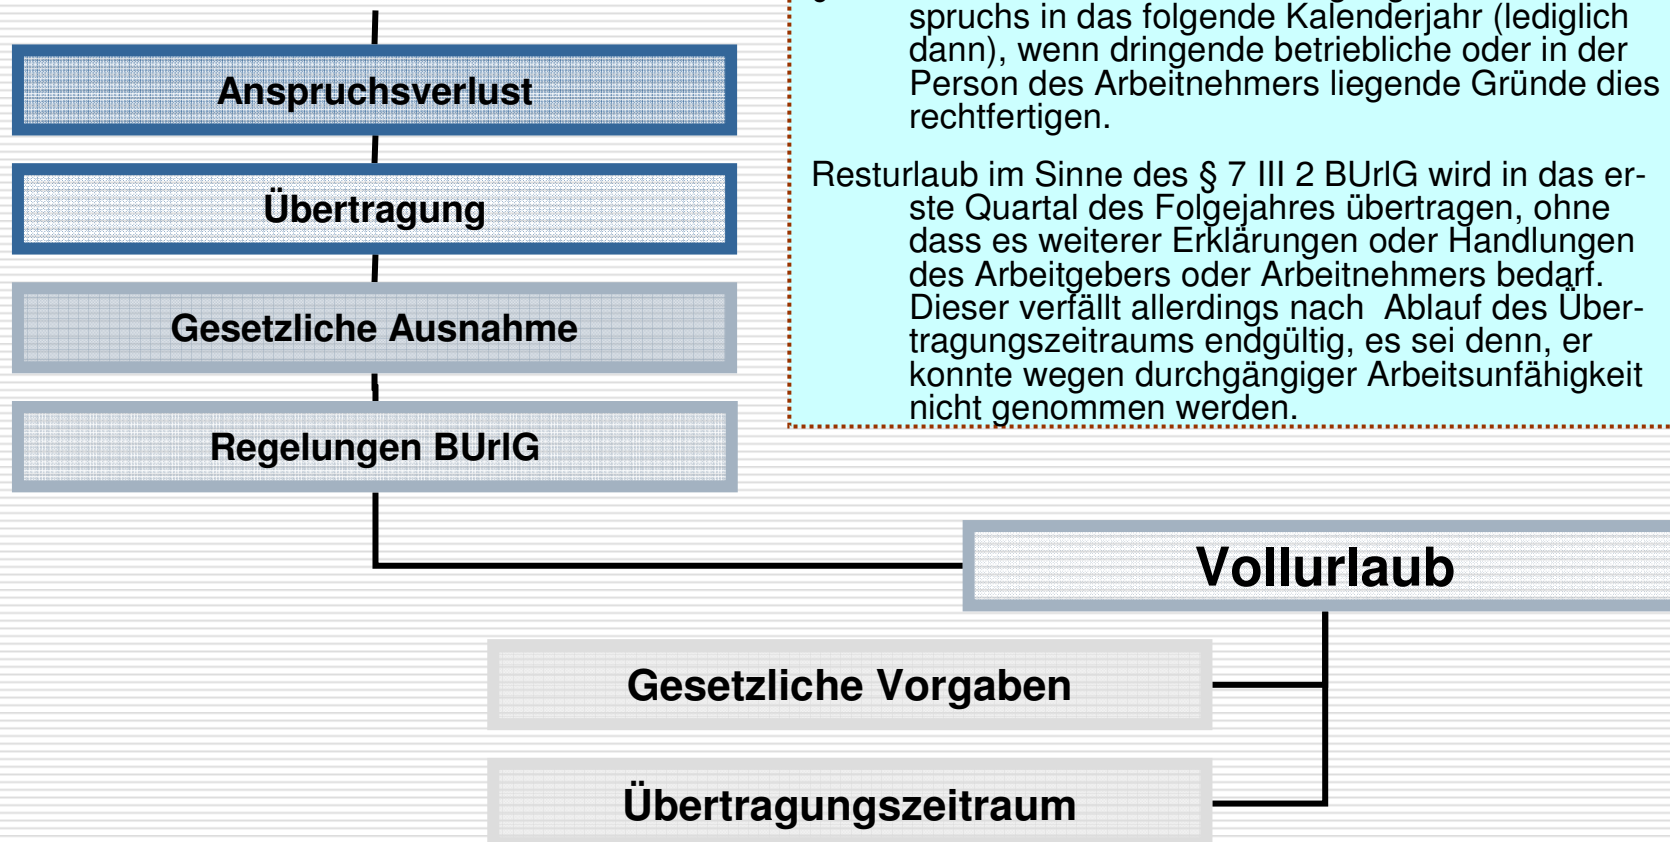 Anspruchsverlust
Übertragung
Gesetzliche Ausnahme
Regelungen BUrlG
spruchs in das folgende Kalenderjahr (lediglich
dann), wenn dringende betriebliche oder in der
Person des Arbeitnehmers liegende Gründe dies
rechtfertigen.
Resturlaub im Sinne des § 7 III 2 BUrlG wird in das er-
ste Quartal des Folgejahres übertragen, ohne
dass es weiterer Erklärungen oder Handlungen
des Arbeitgebers oder Arbeitnehmers bedarf.
Dieser verfällt allerdings nach Ablauf des Über-
tragungszeitraums endgültig, es sei denn, er
konnte wegen durchgängiger Arbeitsunfähigkeit
nicht genommen werden.
Vollurlaub
Gesetzliche Vorgaben
Übertragungszeitraum